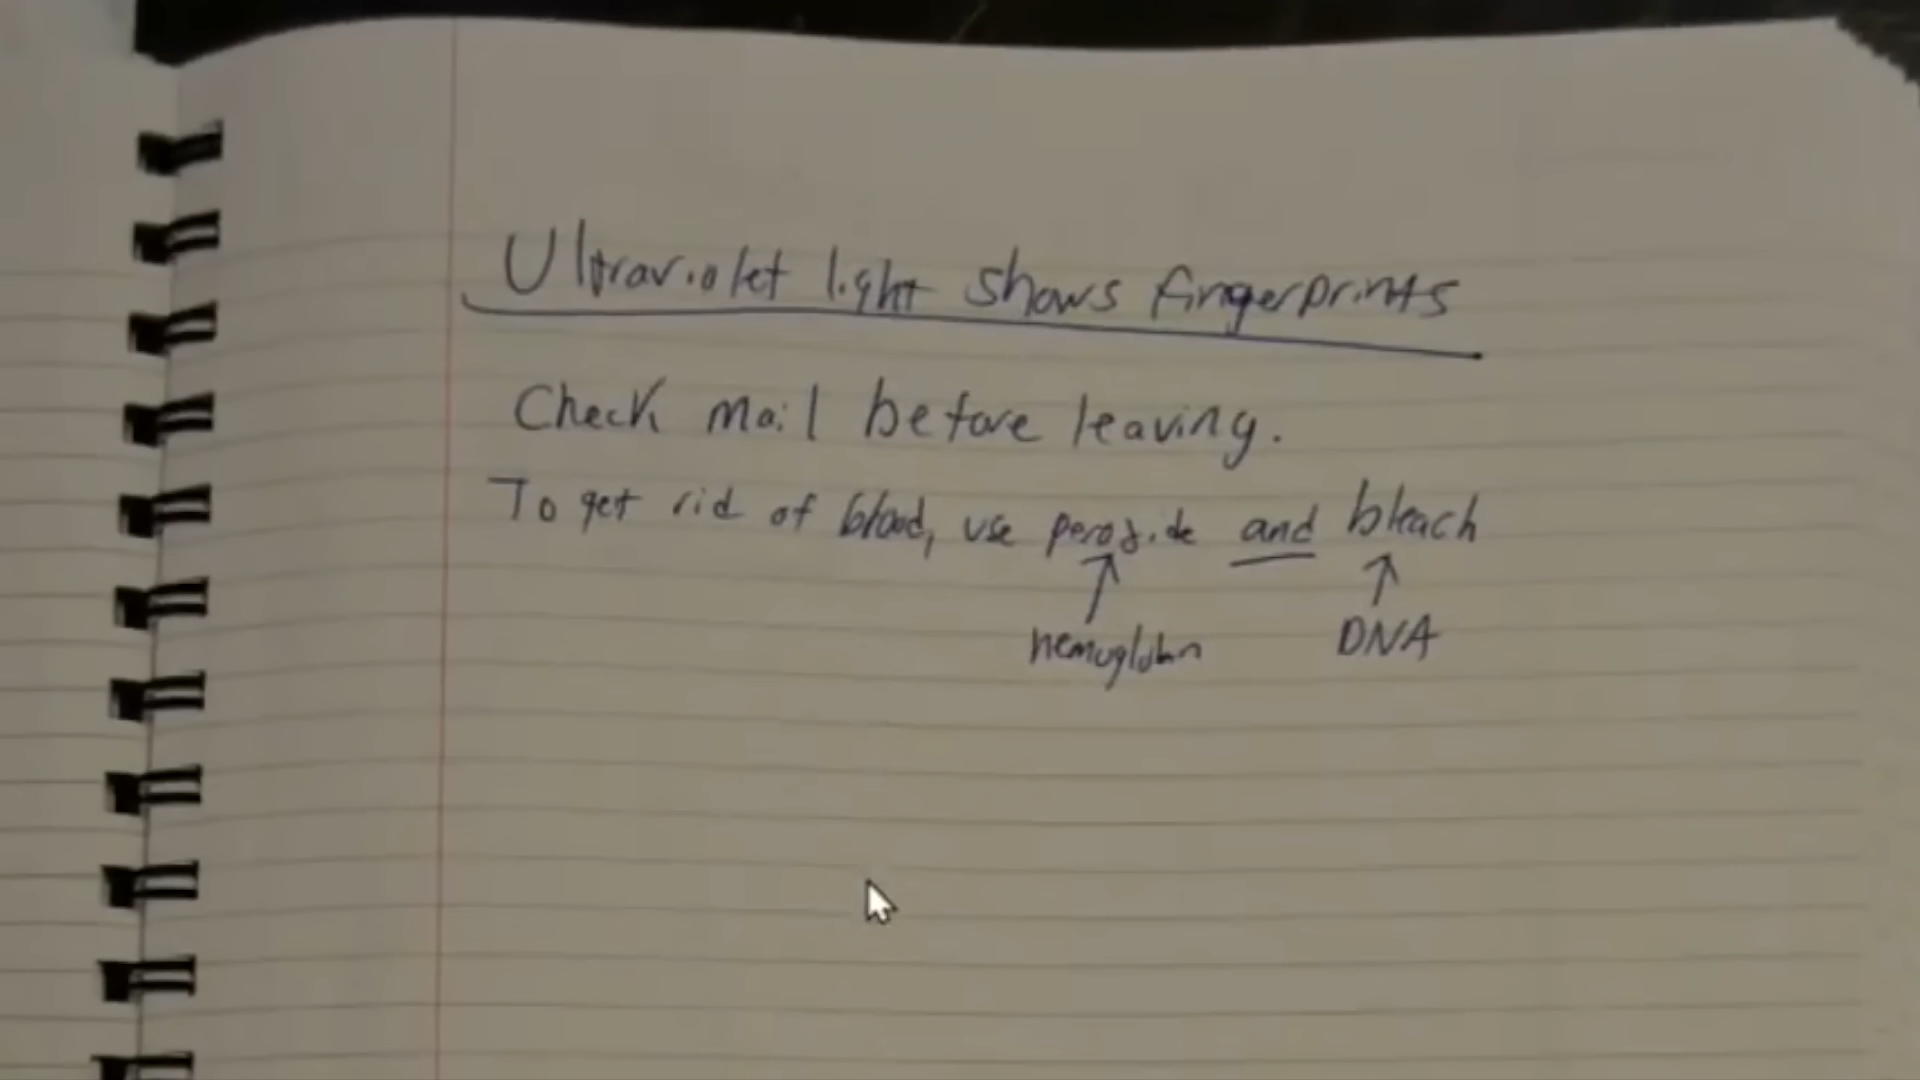 Ultraviolet light shows fingerprints
Check mail before leaving.
To get rid of blood, use peroxide and bleach
hemoglobin DNA